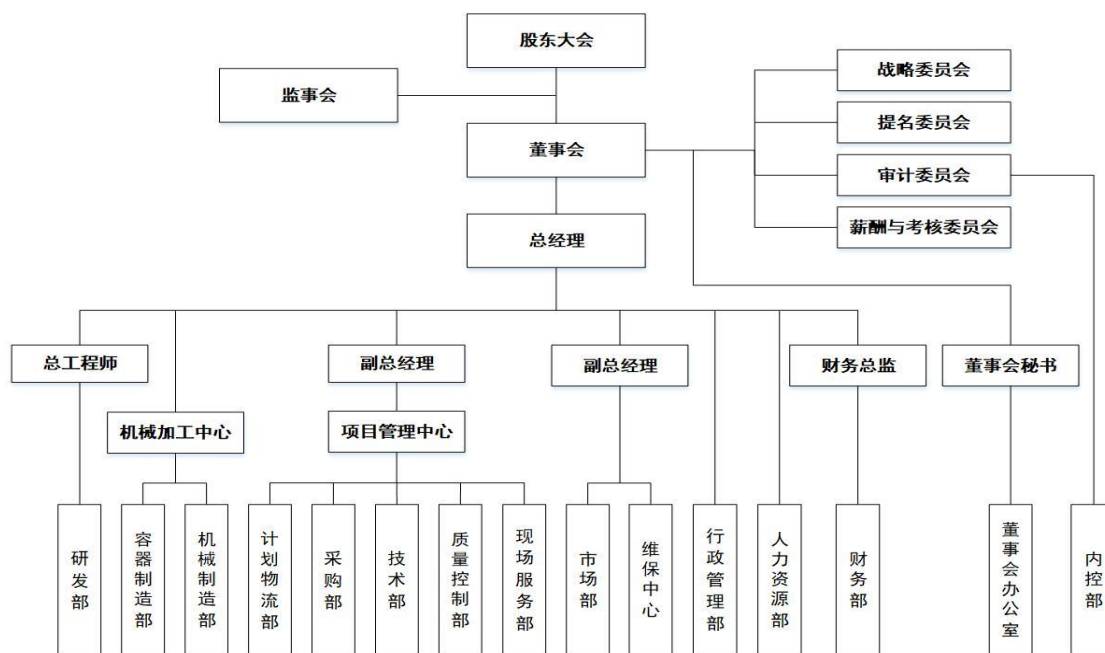 股东大会
监事会
战略委员会
提名委员会
董事会
审计委员会
薪酬与考核委员会
总经理
总工程师
副总经理
副总经理
财务总监
董事会秘书
机械加工中心
项目管理中心
研发部
容器制造部
机械制造部
计划物流部
采购部
技术部
质量控制部
现场服务部
市场部
维保中心
行政管理部
人力资源部
财务部
董事会办公室
内控部